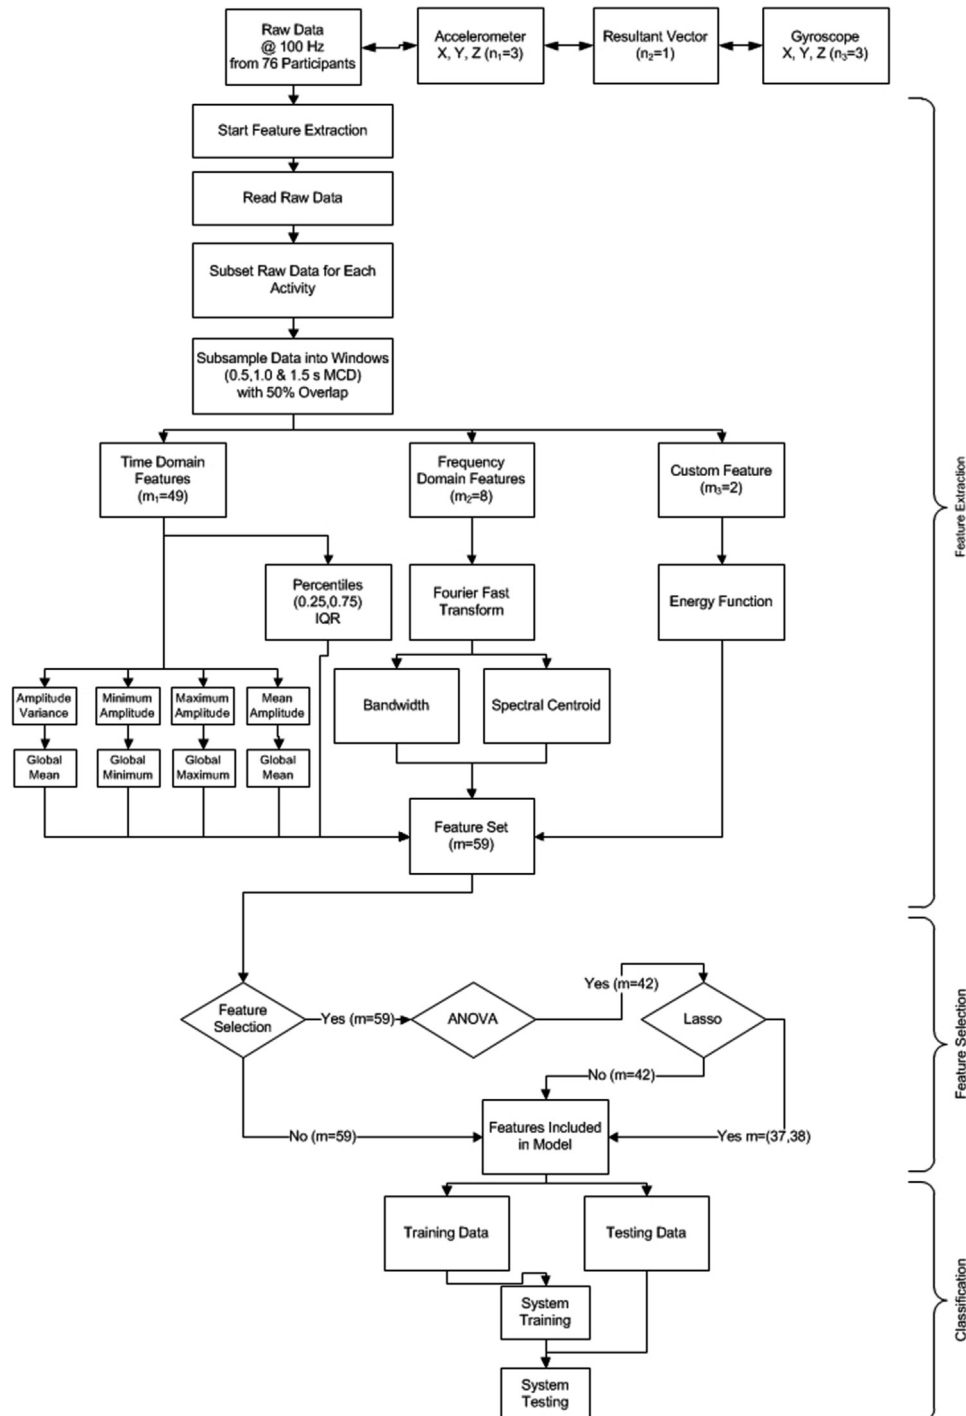 Raw Data
@ 100 Hz
from 76 Participants
Accelerometer
X, Y, Z (n₁=3)
Resultant Vector
(n₂=1)
Gyroscope
X, Y, Z (n₃=3)
Start Feature Extraction
Read Raw Data
Subset Raw Data for Each
Activity
Subsample Data into Windows
(0.5,1.0 & 1.5 s MCD)
with 50% Overlap
Time Domain
Features
(m₁=49)
Frequency
Domain Features
(m₂=8)
Custom Feature
(m₃=2)
Percentiles
(0.25,0.75)
IQR
Fourier Fast
Transform
Energy Function
Amplitude
Variance
Minimum
Amplitude
Maximum
Amplitude
Mean
Amplitude
Bandwidth
Spectral Centroid
Global
Mean
Global
Minimum
Global
Maximum
Global
Mean
Feature Set
(m=59)
Feature Extraction
Feature
Selection
Yes (m=59)
ANOVA
Yes (m=42)
Lasso
No (m=42)
No (m=59)
Features Included
in Model
Yes m=(37,38)
Feature Selection
Training Data
Testing Data
System
Training
System
Testing
Classification